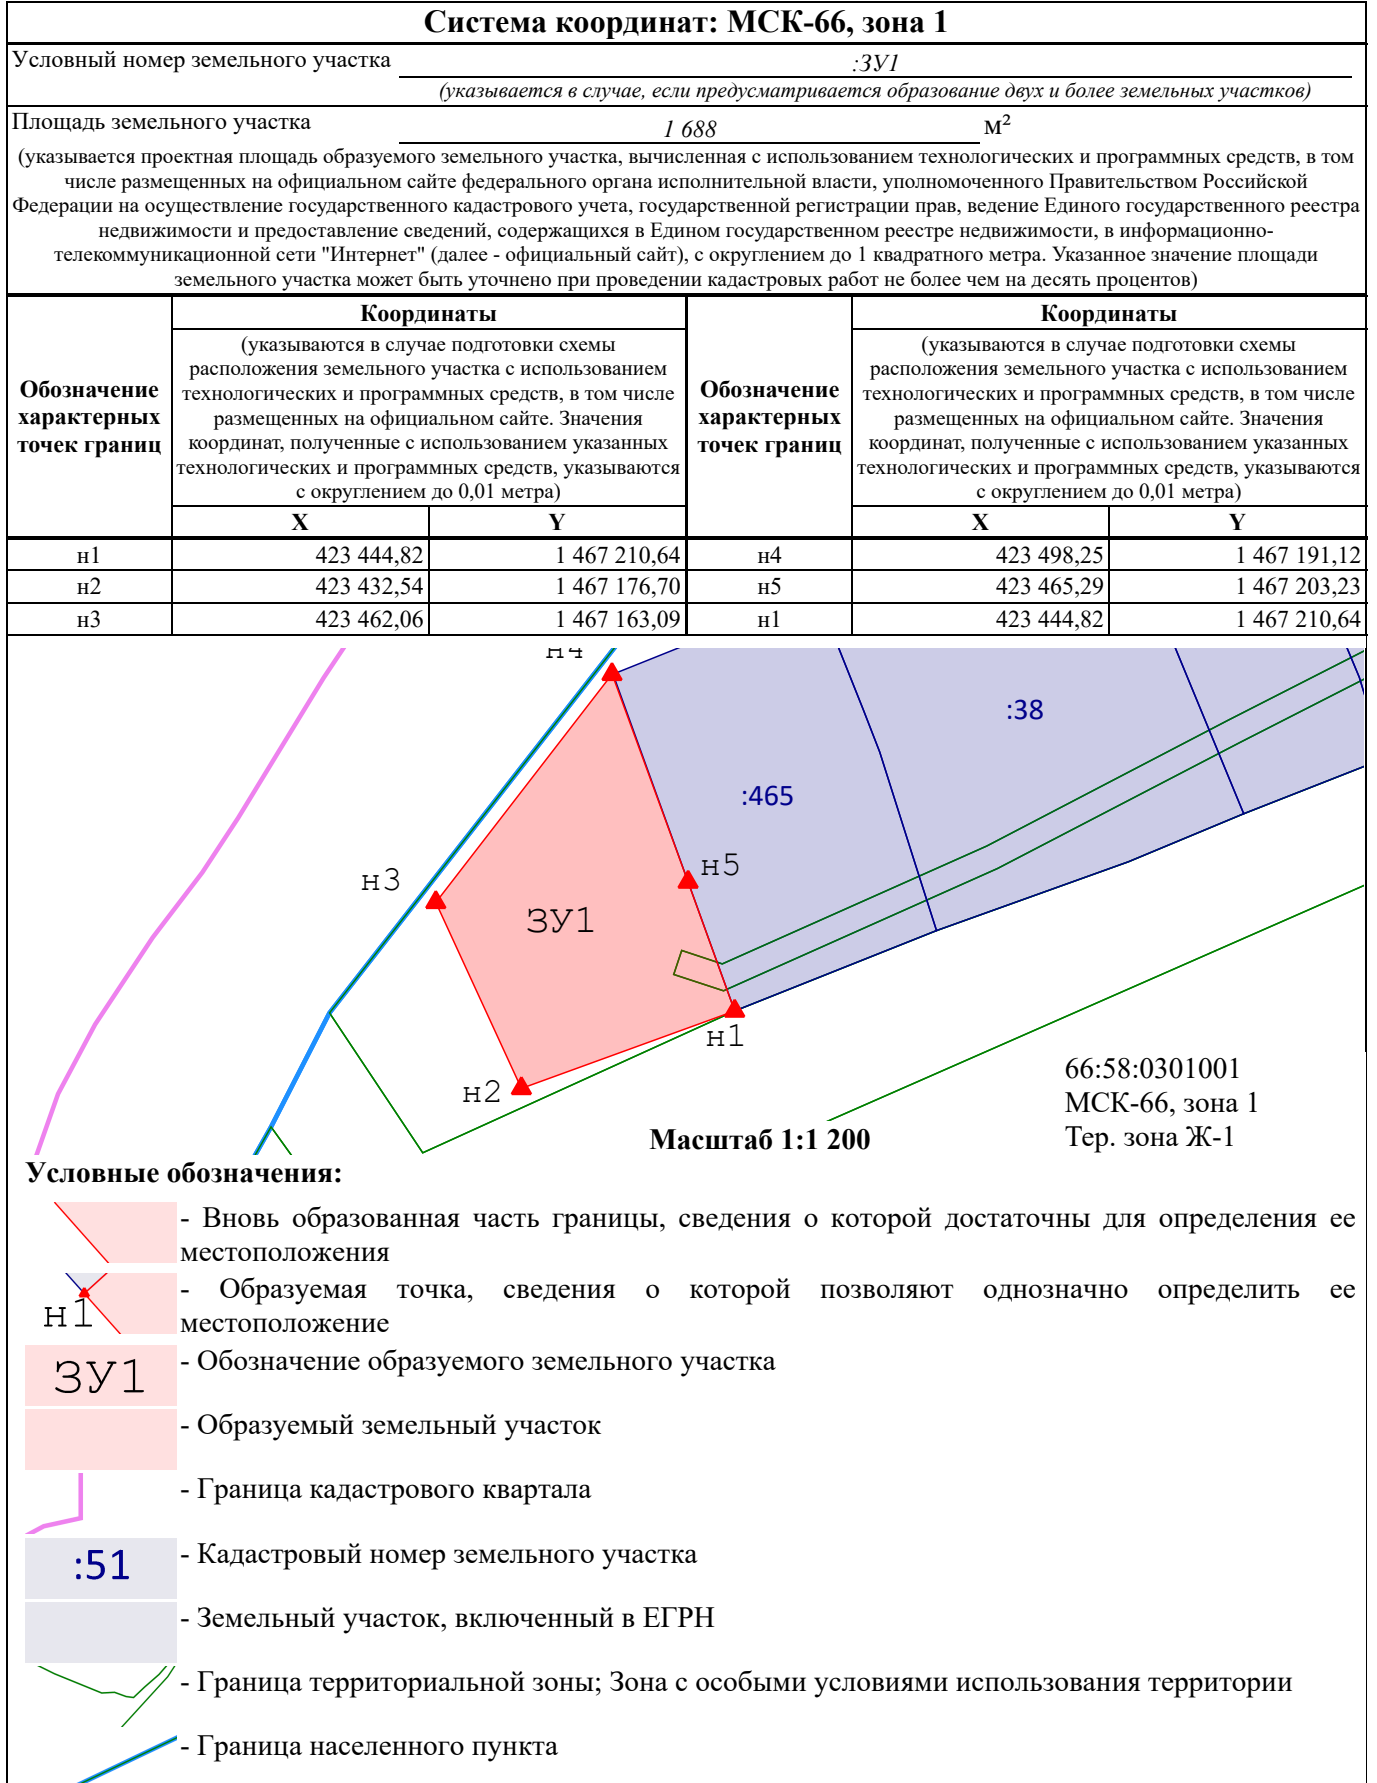 Система координат: МСК-66, зона 1
Условный номер земельного участка :ЗУ1
(указывается в случае, если предусматривается образование двух и более земельных участков)
Площадь земельного участка 1 688 м²
(указывается проектная площадь образуемого земельного участка, вычисленная с использованием технологических и программных средств, в том
числе размещенных на официальном сайте федерального органа исполнительной власти, уполномоченного Правительством Российской
Федерации на осуществление государственного кадастрового учета, государственной регистрации прав, ведение Единого государственного реестра
недвижимости и предоставление сведений, содержащихся в Едином государственном реестре недвижимости, в информационно-
телекоммуникационной сети "Интернет" (далее - официальный сайт), с округлением до 1 квадратного метра. Указанное значение площади
земельного участка может быть уточнено при проведении кадастровых работ не более чем на десять процентов)
Обозначение
характерных
точек границ
Координаты
(указываются в случае подготовки схемы
расположения земельного участка с использованием
технологических и программных средств, в том числе
размещенных на официальном сайте. Значения
координат, полученные с использованием указанных
технологических и программных средств, указываются
с округлением до 0,01 метра)
X Y
Обозначение
характерных
точек границ
Координаты
(указываются в случае подготовки схемы
расположения земельного участка с использованием
технологических и программных средств, в том числе
размещенных на официальном сайте. Значения
координат, полученные с использованием указанных
технологических и программных средств, указываются
с округлением до 0,01 метра)
X Y
н1 423 444,82 1 467 210,64 н4 423 498,25 1 467 191,12
н2 423 432,54 1 467 176,70 н5 423 465,29 1 467 203,23
н3 423 462,06 1 467 163,09 н1 423 444,82 1 467 210,64
н4
:38
:465
н5
н3
ЗУ1
н1
н2
66:58:0301001
МСК-66, зона 1
Тер. зона Ж-1
Масштаб 1:1 200
Условные обозначения:
- Вновь образованная часть границы, сведения о которой достаточны для определения ее
местоположения
н1
- Образуемая точка, сведения о которой позволяют однозначно определить ее
местоположение
ЗУ1 - Обозначение образуемого земельного участка
- Образуемый земельный участок
- Граница кадастрового квартала
:51 - Кадастровый номер земельного участка
- Земельный участок, включенный в ЕГРН
- Граница территориальной зоны; Зона с особыми условиями использования территории
- Граница населенного пункта